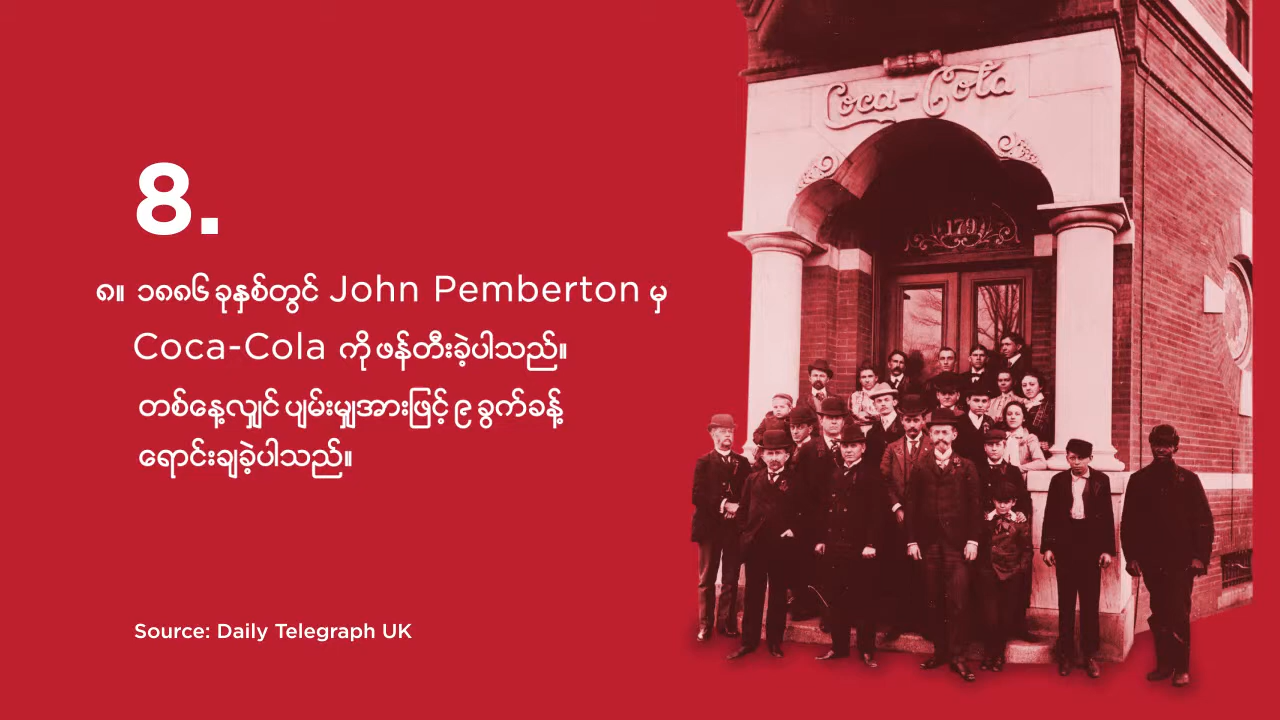 8.
၈။ ၁၈၈၆ ခုနှစ်တွင် John Pemberton မှ
Coca-Cola ကို ဖန်တီးခဲ့ပါသည်။
တစ်နေ့လျှင် ပျမ်းမျှအားဖြင့် ၉ ခွက်ခန့်
ရောင်းချခဲ့ပါသည်။
Source: Daily Telegraph UK
Coca-Cola
179